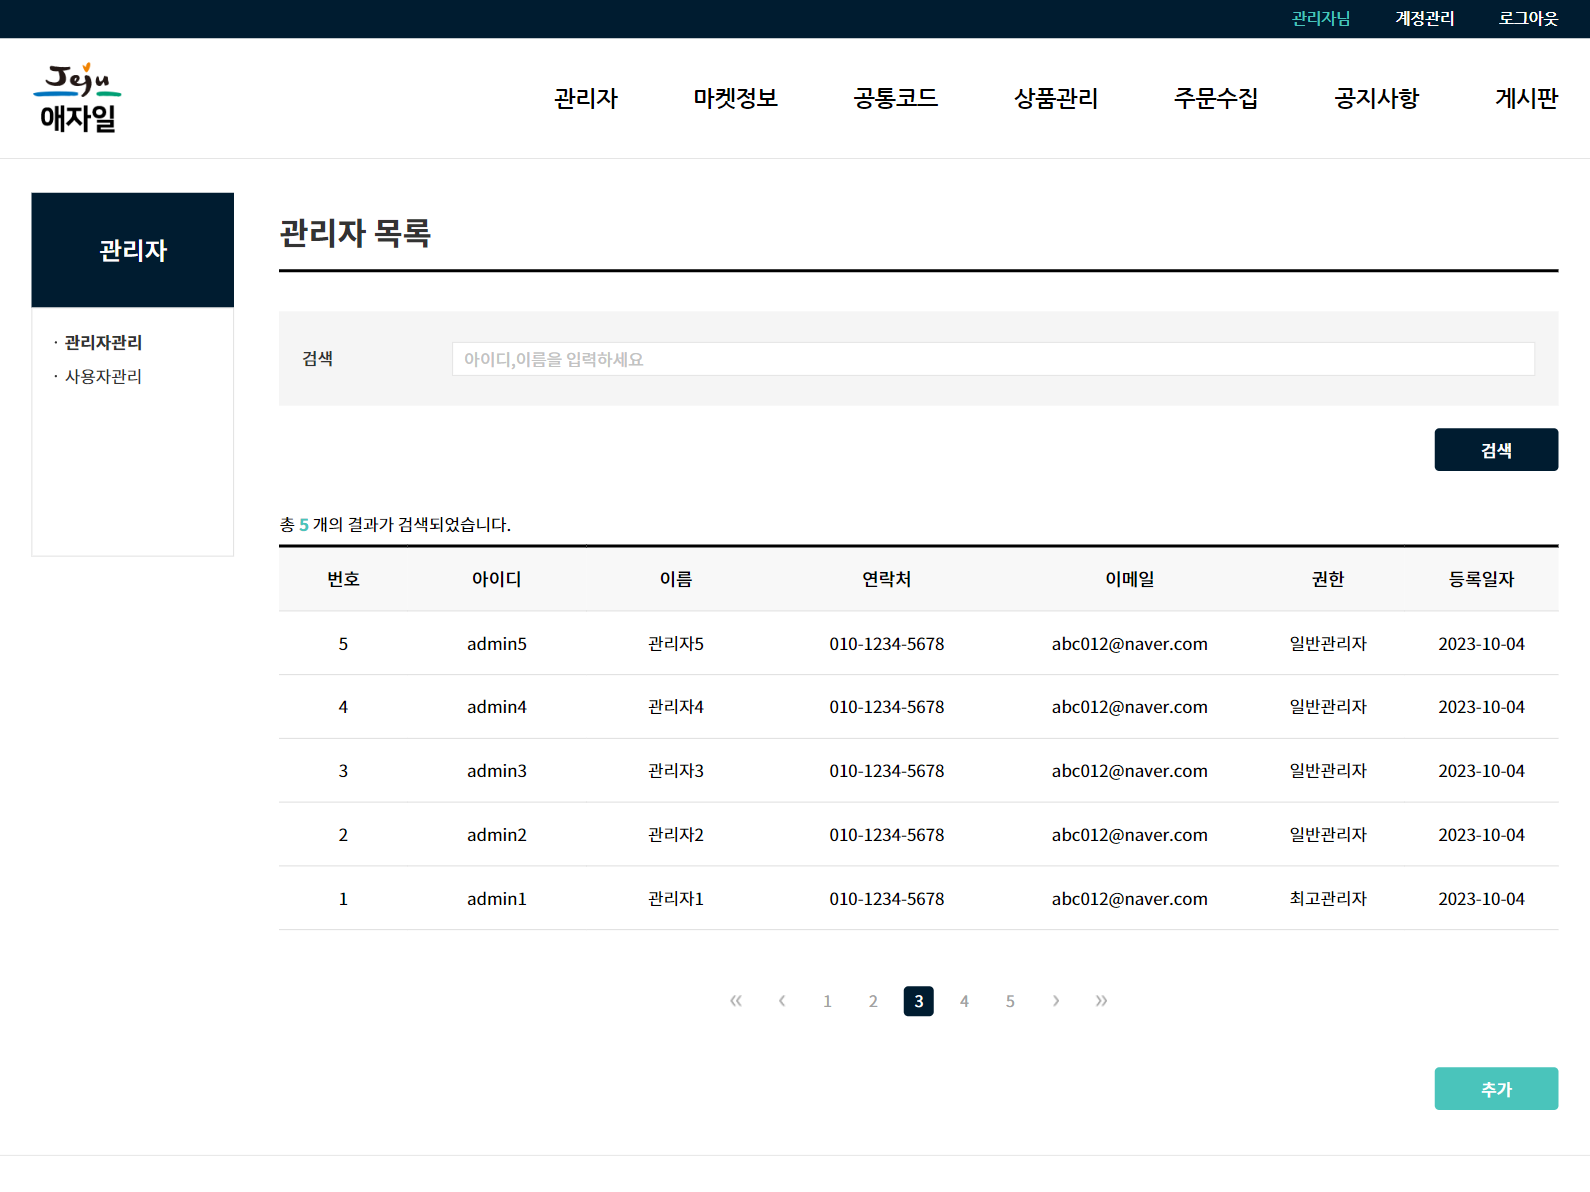 관리자님 계정관리 로그아웃
Jeju
애자일
관리자 마켓정보 공통코드 상품관리 주문수집 공지사항 게시판
관리자
· 관리자관리
· 사용자관리
관리자 목록
검색 아이디,이름을 입력하세요
검색
총 5 개의 결과가 검색되었습니다.
번호 아이디 이름 연락처 이메일 권한 등록일자
5 admin5 관리자5 010-1234-5678 abc012@naver.com 일반관리자 2023-10-04
4 admin4 관리자4 010-1234-5678 abc012@naver.com 일반관리자 2023-10-04
3 admin3 관리자3 010-1234-5678 abc012@naver.com 일반관리자 2023-10-04
2 admin2 관리자2 010-1234-5678 abc012@naver.com 일반관리자 2023-10-04
1 admin1 관리자1 010-1234-5678 abc012@naver.com 최고관리자 2023-10-04
« ‹ 1 2 3 4 5 › »
추가